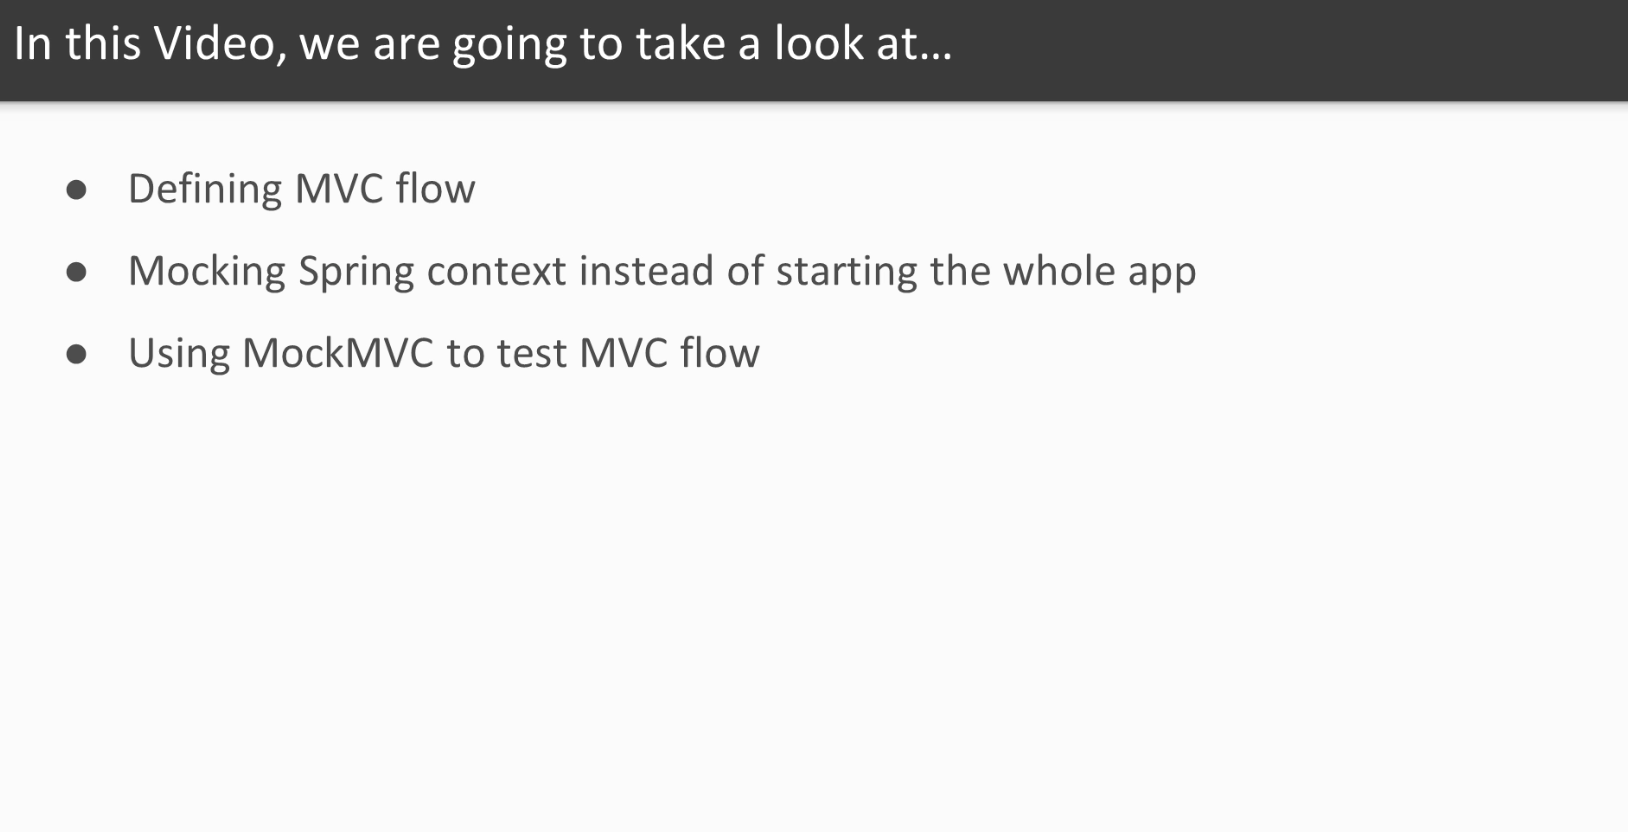 In this Video, we are going to take a look at...
● Defining MVC flow
● Mocking Spring context instead of starting the whole app
● Using MockMVC to test MVC flow